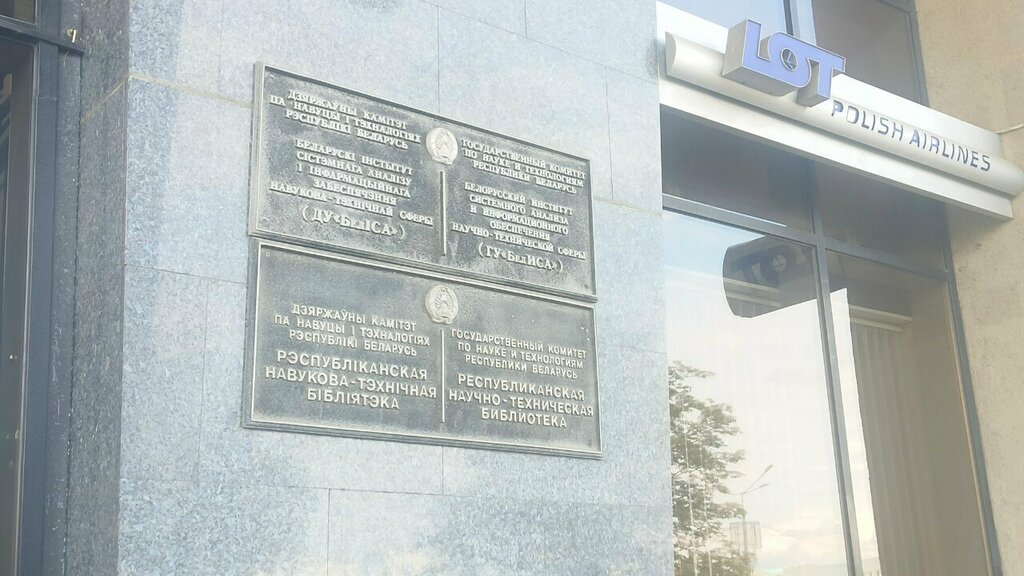 ДЗЯРЖАЎНЫ КАМІТЭТ
ПА НАВУЦЫ І ТЭХНАЛОГІЯХ
РЭСПУБЛІКІ БЕЛАРУСЬ
БЕЛАРУСКІ ІНСТЫТУТ
СІСТЭМНАГА АНАЛІЗУ
І ІНФАРМАЦЫЙНАГА
ЗАБЕСПЯЧЭННЯ
НАВУКОВА-ТЭХНІЧНАЙ СФЕРЫ
(ДУ«БелІСА»)
ГОСУДАРСТВЕННЫЙ КОМИТЕТ
ПО НАУКЕ И ТЕХНОЛОГИЯМ
РЕСПУБЛИКИ БЕЛАРУСЬ
БЕЛОРУССКИЙ ИНСТИТУТ
СИСТЕМНОГО АНАЛИЗА
И ИНФОРМАЦИОННОГО
ОБЕСПЕЧЕНИЯ
НАУЧНО-ТЕХНИЧЕСКОЙ СФЕРЫ
(ГУ«БелИСА»)
ДЗЯРЖАЎНЫ КАМІТЭТ
ПА НАВУЦЫ І ТЭХНАЛОГІЯХ
РЭСПУБЛІКІ БЕЛАРУСЬ
РЭСПУБЛІКАНСКАЯ
НАВУКОВА-ТЭХНІЧНАЯ
БІБЛІЯТЭКА
ГОСУДАРСТВЕННЫЙ КОМИТЕТ
ПО НАУКЕ И ТЕХНОЛОГИЯМ
РЕСПУБЛИКИ БЕЛАРУСЬ
РЕСПУБЛИКАНСКАЯ
НАУЧНО-ТЕХНИЧЕСКАЯ
БИБЛИОТЕКА
LOT
POLISH AIRLINES